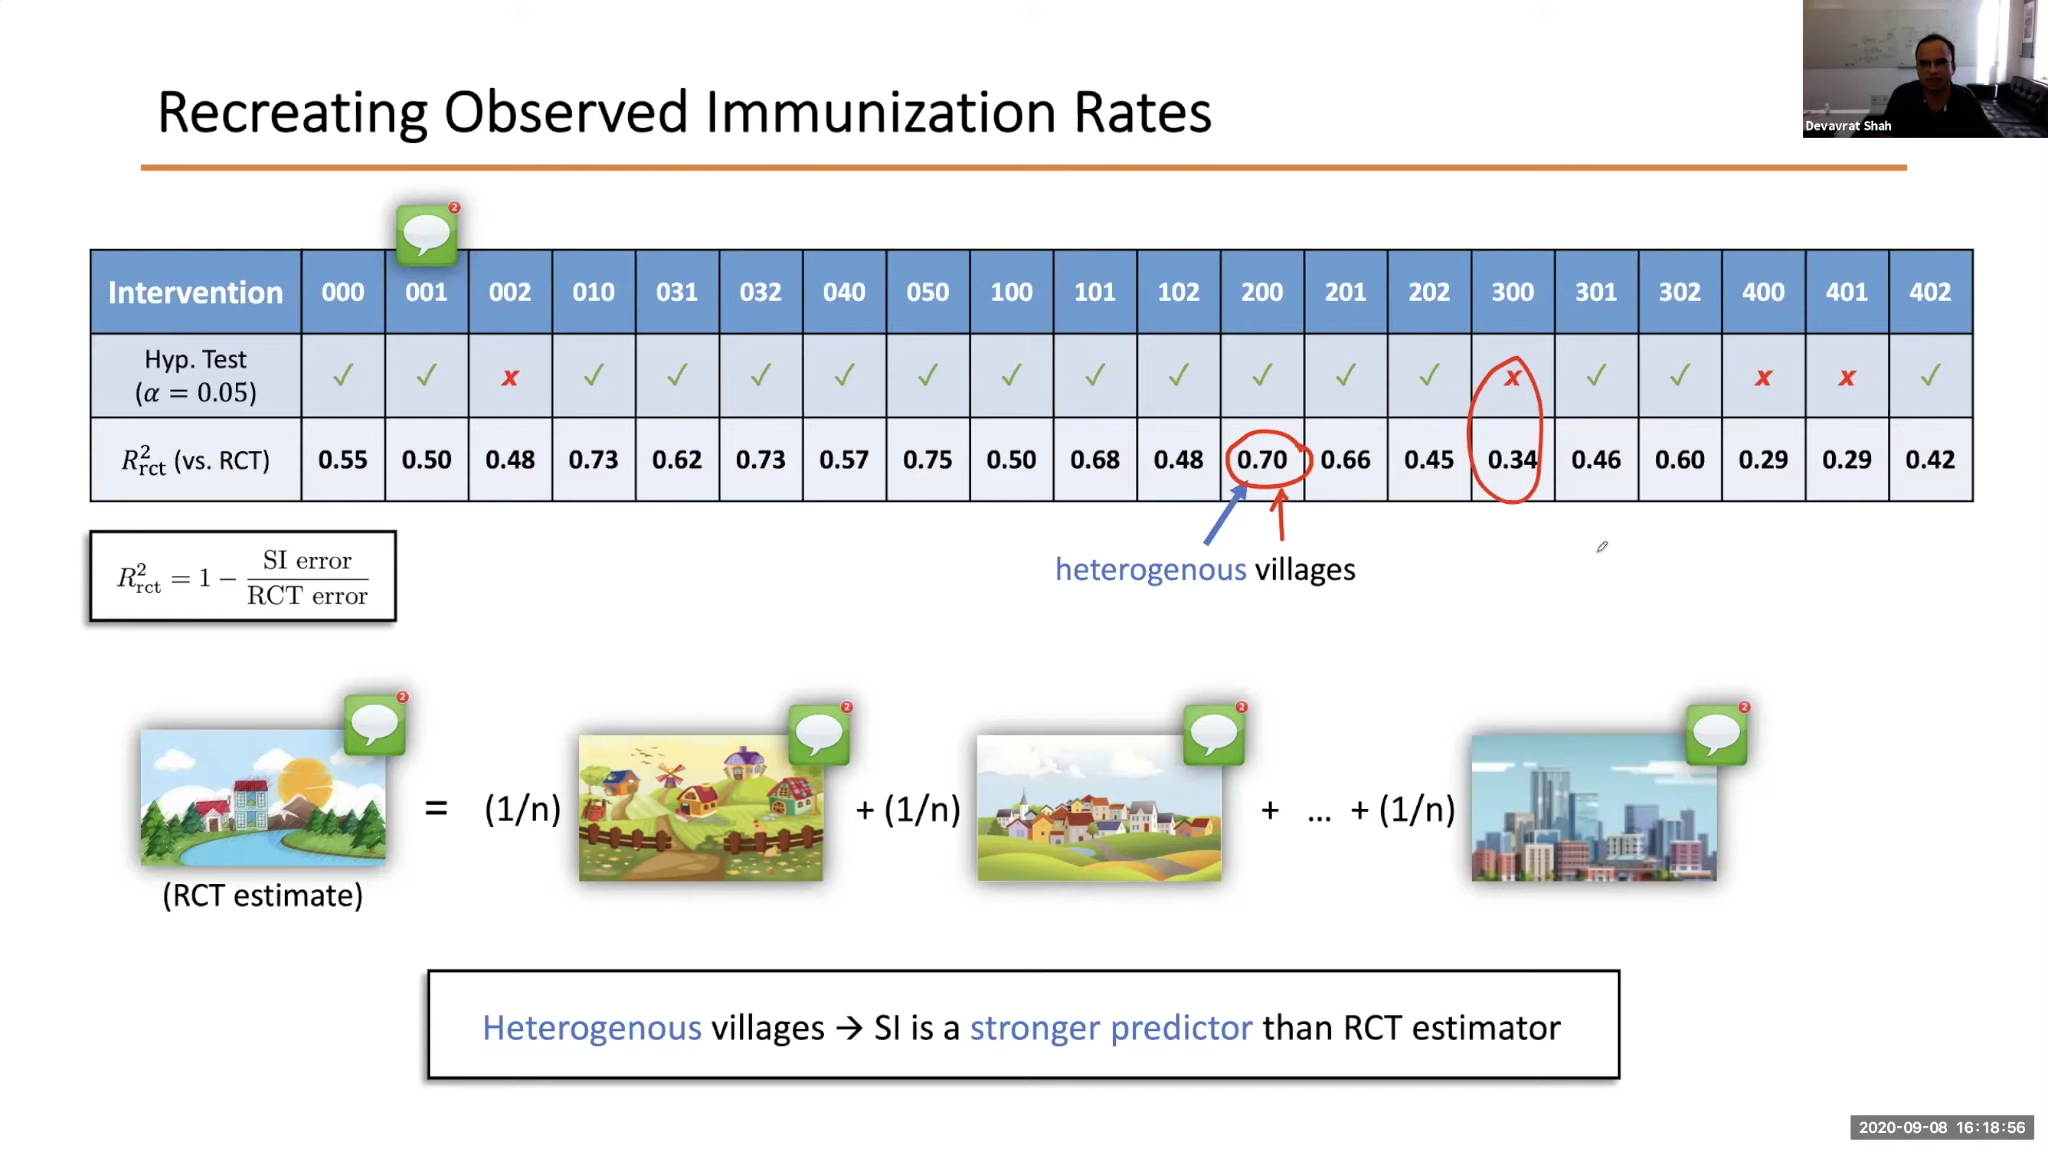 Devavrat Shah
Recreating Observed Immunization Rates
2
Intervention 000 001 002 010 031 032 040 050 100 101 102 200 201 202 300 301 302 400 401 402
Hyp. Test
(α = 0.05) ✓ ✓ x ✓ ✓ ✓ ✓ ✓ ✓ ✓ ✓ ✓ ✓ ✓ x ✓ ✓ x x ✓
R²rct (vs. RCT) 0.55 0.50 0.48 0.73 0.62 0.73 0.57 0.75 0.50 0.68 0.48 0.70 0.66 0.45 0.34 0.46 0.60 0.29 0.29 0.42
R²rct = 1 − SI error / RCT error
heterogenous villages
2 2 2 2
= (1/n) + (1/n) + ... + (1/n)
(RCT estimate)
Heterogenous villages → SI is a stronger predictor than RCT estimator
2020-09-08 16:18:56